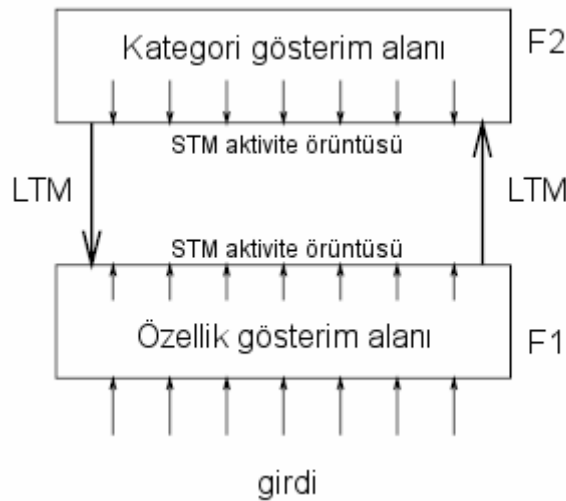 Kategori gösterim alanı
F2
STM aktivite örüntüsü
LTM
LTM
STM aktivite örüntüsü
Özellik gösterim alanı
F1
girdi